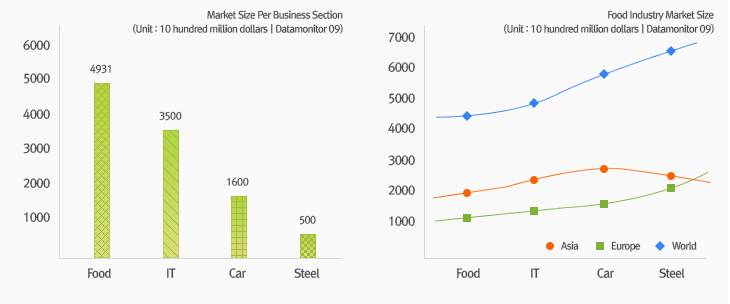 Market Size Per Business Section
(Unit : 10 hundred million dollars | Datamonitor 09)
6000
5000
4000
3000
2000
1000
4931
3500
1600
500
Food IT Car Steel
Food Industry Market Size
(Unit : 10 hundred million dollars | Datamonitor 09)
7000
6000
5000
4000
3000
2000
1000
Asia Europe World
Food IT Car Steel